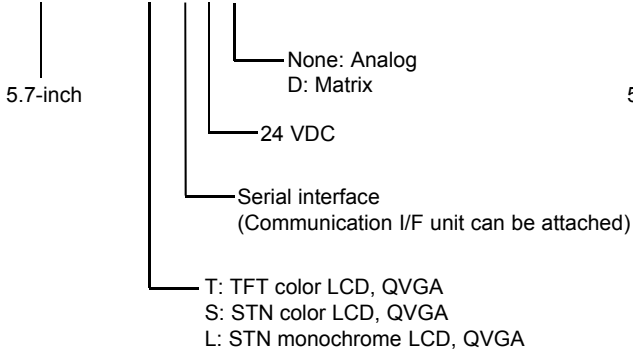 None: Analog
D: Matrix
5.7-inch
5
24 VDC
Serial interface
(Communication I/F unit can be attached)
T: TFT color LCD, QVGA
S: STN color LCD, QVGA
L: STN monochrome LCD, QVGA